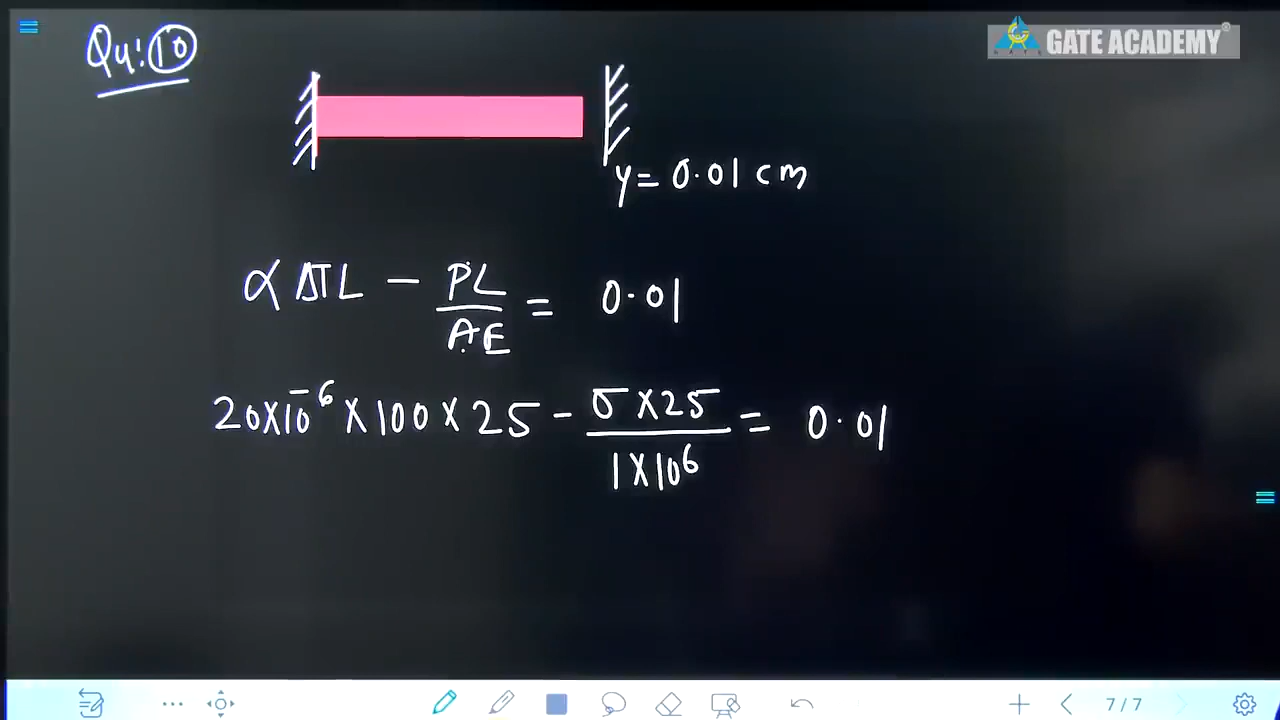 Qu:10
GATE ACADEMY
y = 0.01 cm
α ΔT L - PL/AE = 0.01
20×10⁻⁶ × 100 × 25 - σ×25/1×10⁶ = 0.01
7/7